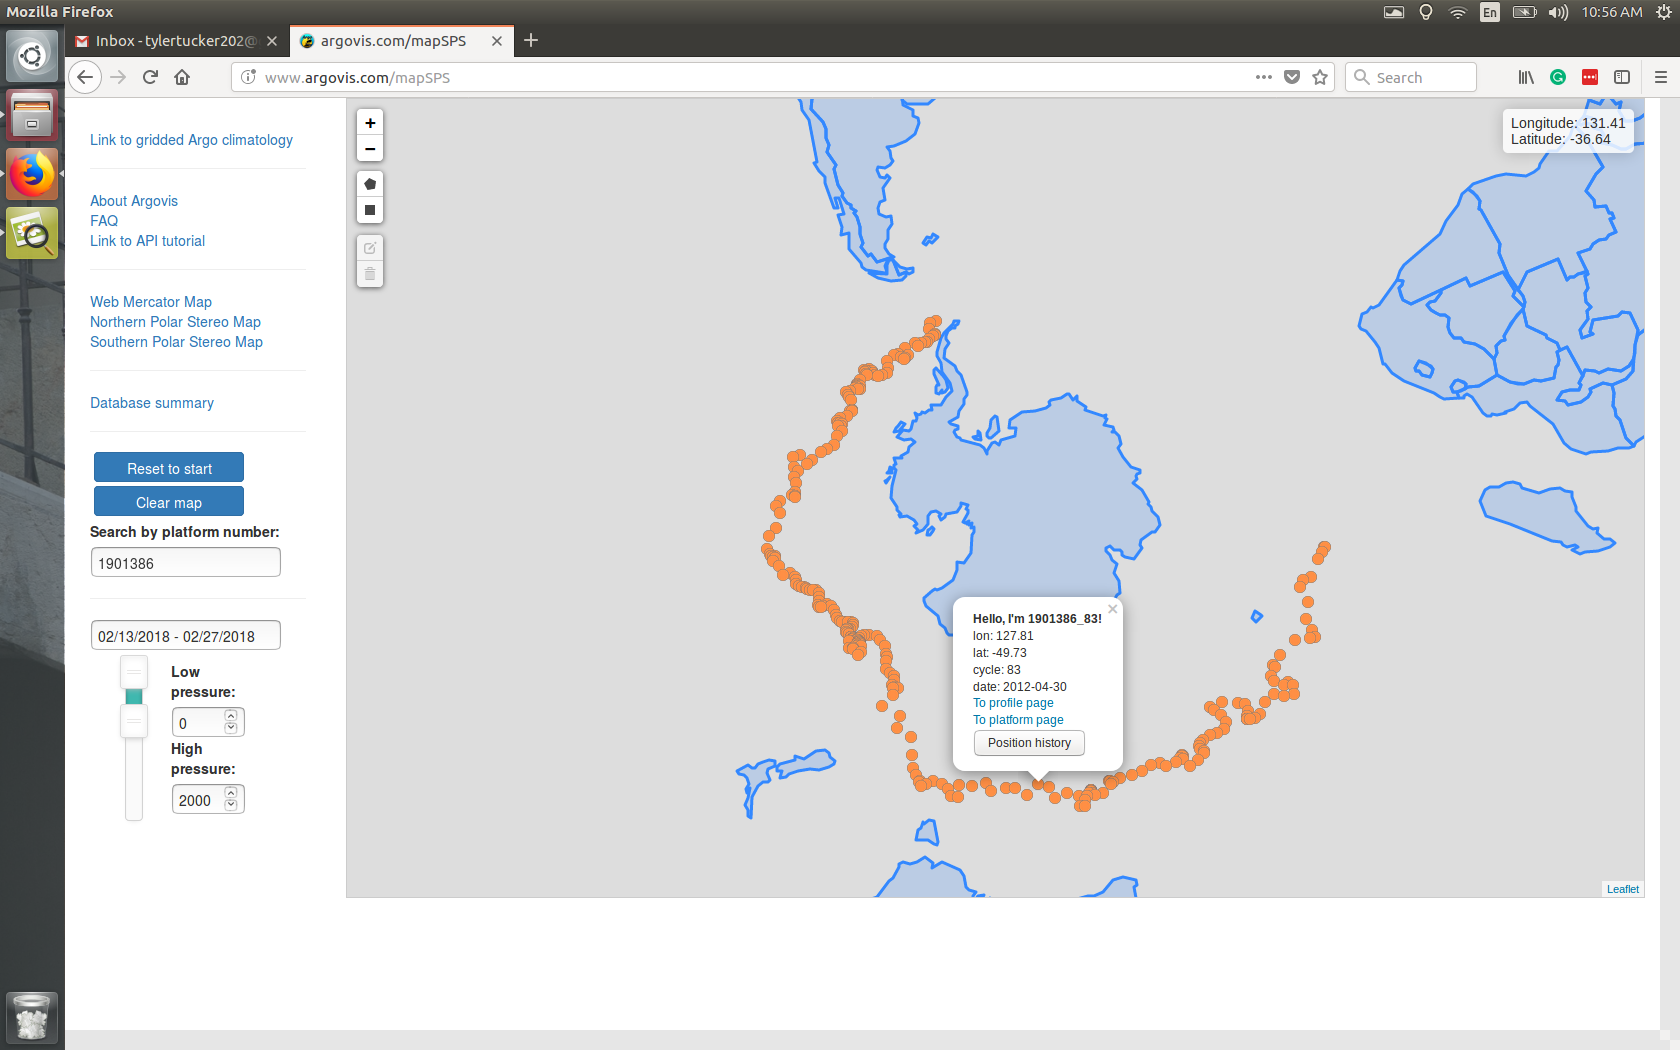 Mozilla Firefox
En
10:56 AM
Inbox - tylertucker202@
argovis.com/mapSPS
www.argovis.com/mapSPS
Search
Link to gridded Argo climatology
About Argovis
FAQ
Link to API tutorial
Web Mercator Map
Northern Polar Stereo Map
Southern Polar Stereo Map
Database summary
Reset to start
Clear map
Search by platform number:
1901386
02/13/2018 - 02/27/2018
Low
pressure:
0
High
pressure:
2000
+
−
Longitude: 131.41
Latitude: -36.64
Hello, I'm 1901386_83!
lon: 127.81
lat: -49.73
cycle: 83
date: 2012-04-30
To profile page
To platform page
Position history
Leaflet